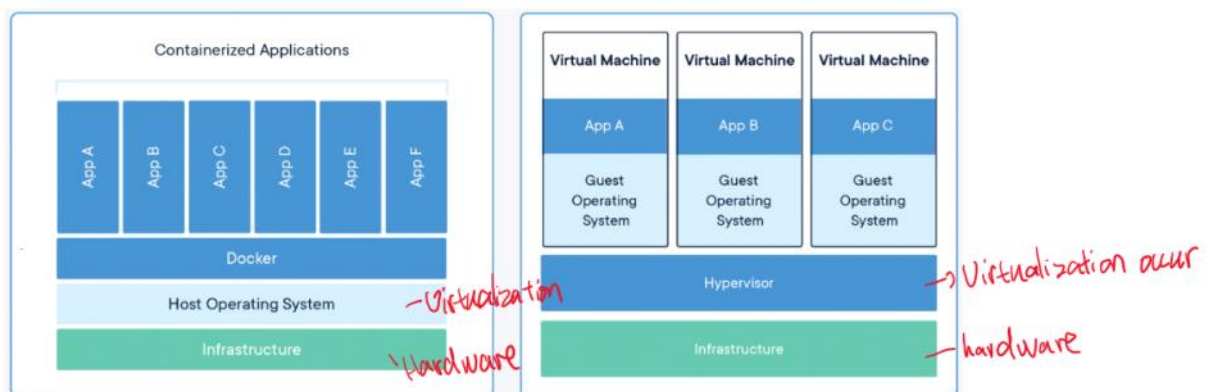 Containerized Applications
App A
App B
App C
App D
App E
App F
Docker
Host Operating System
-Virtualization
Infrastructure
Hardware
Virtual Machine
App A
Guest
Operating
System
Virtual Machine
App B
Guest
Operating
System
Virtual Machine
App C
Guest
Operating
System
Hypervisor
→ Virtualization occur
Infrastructure
- hardware